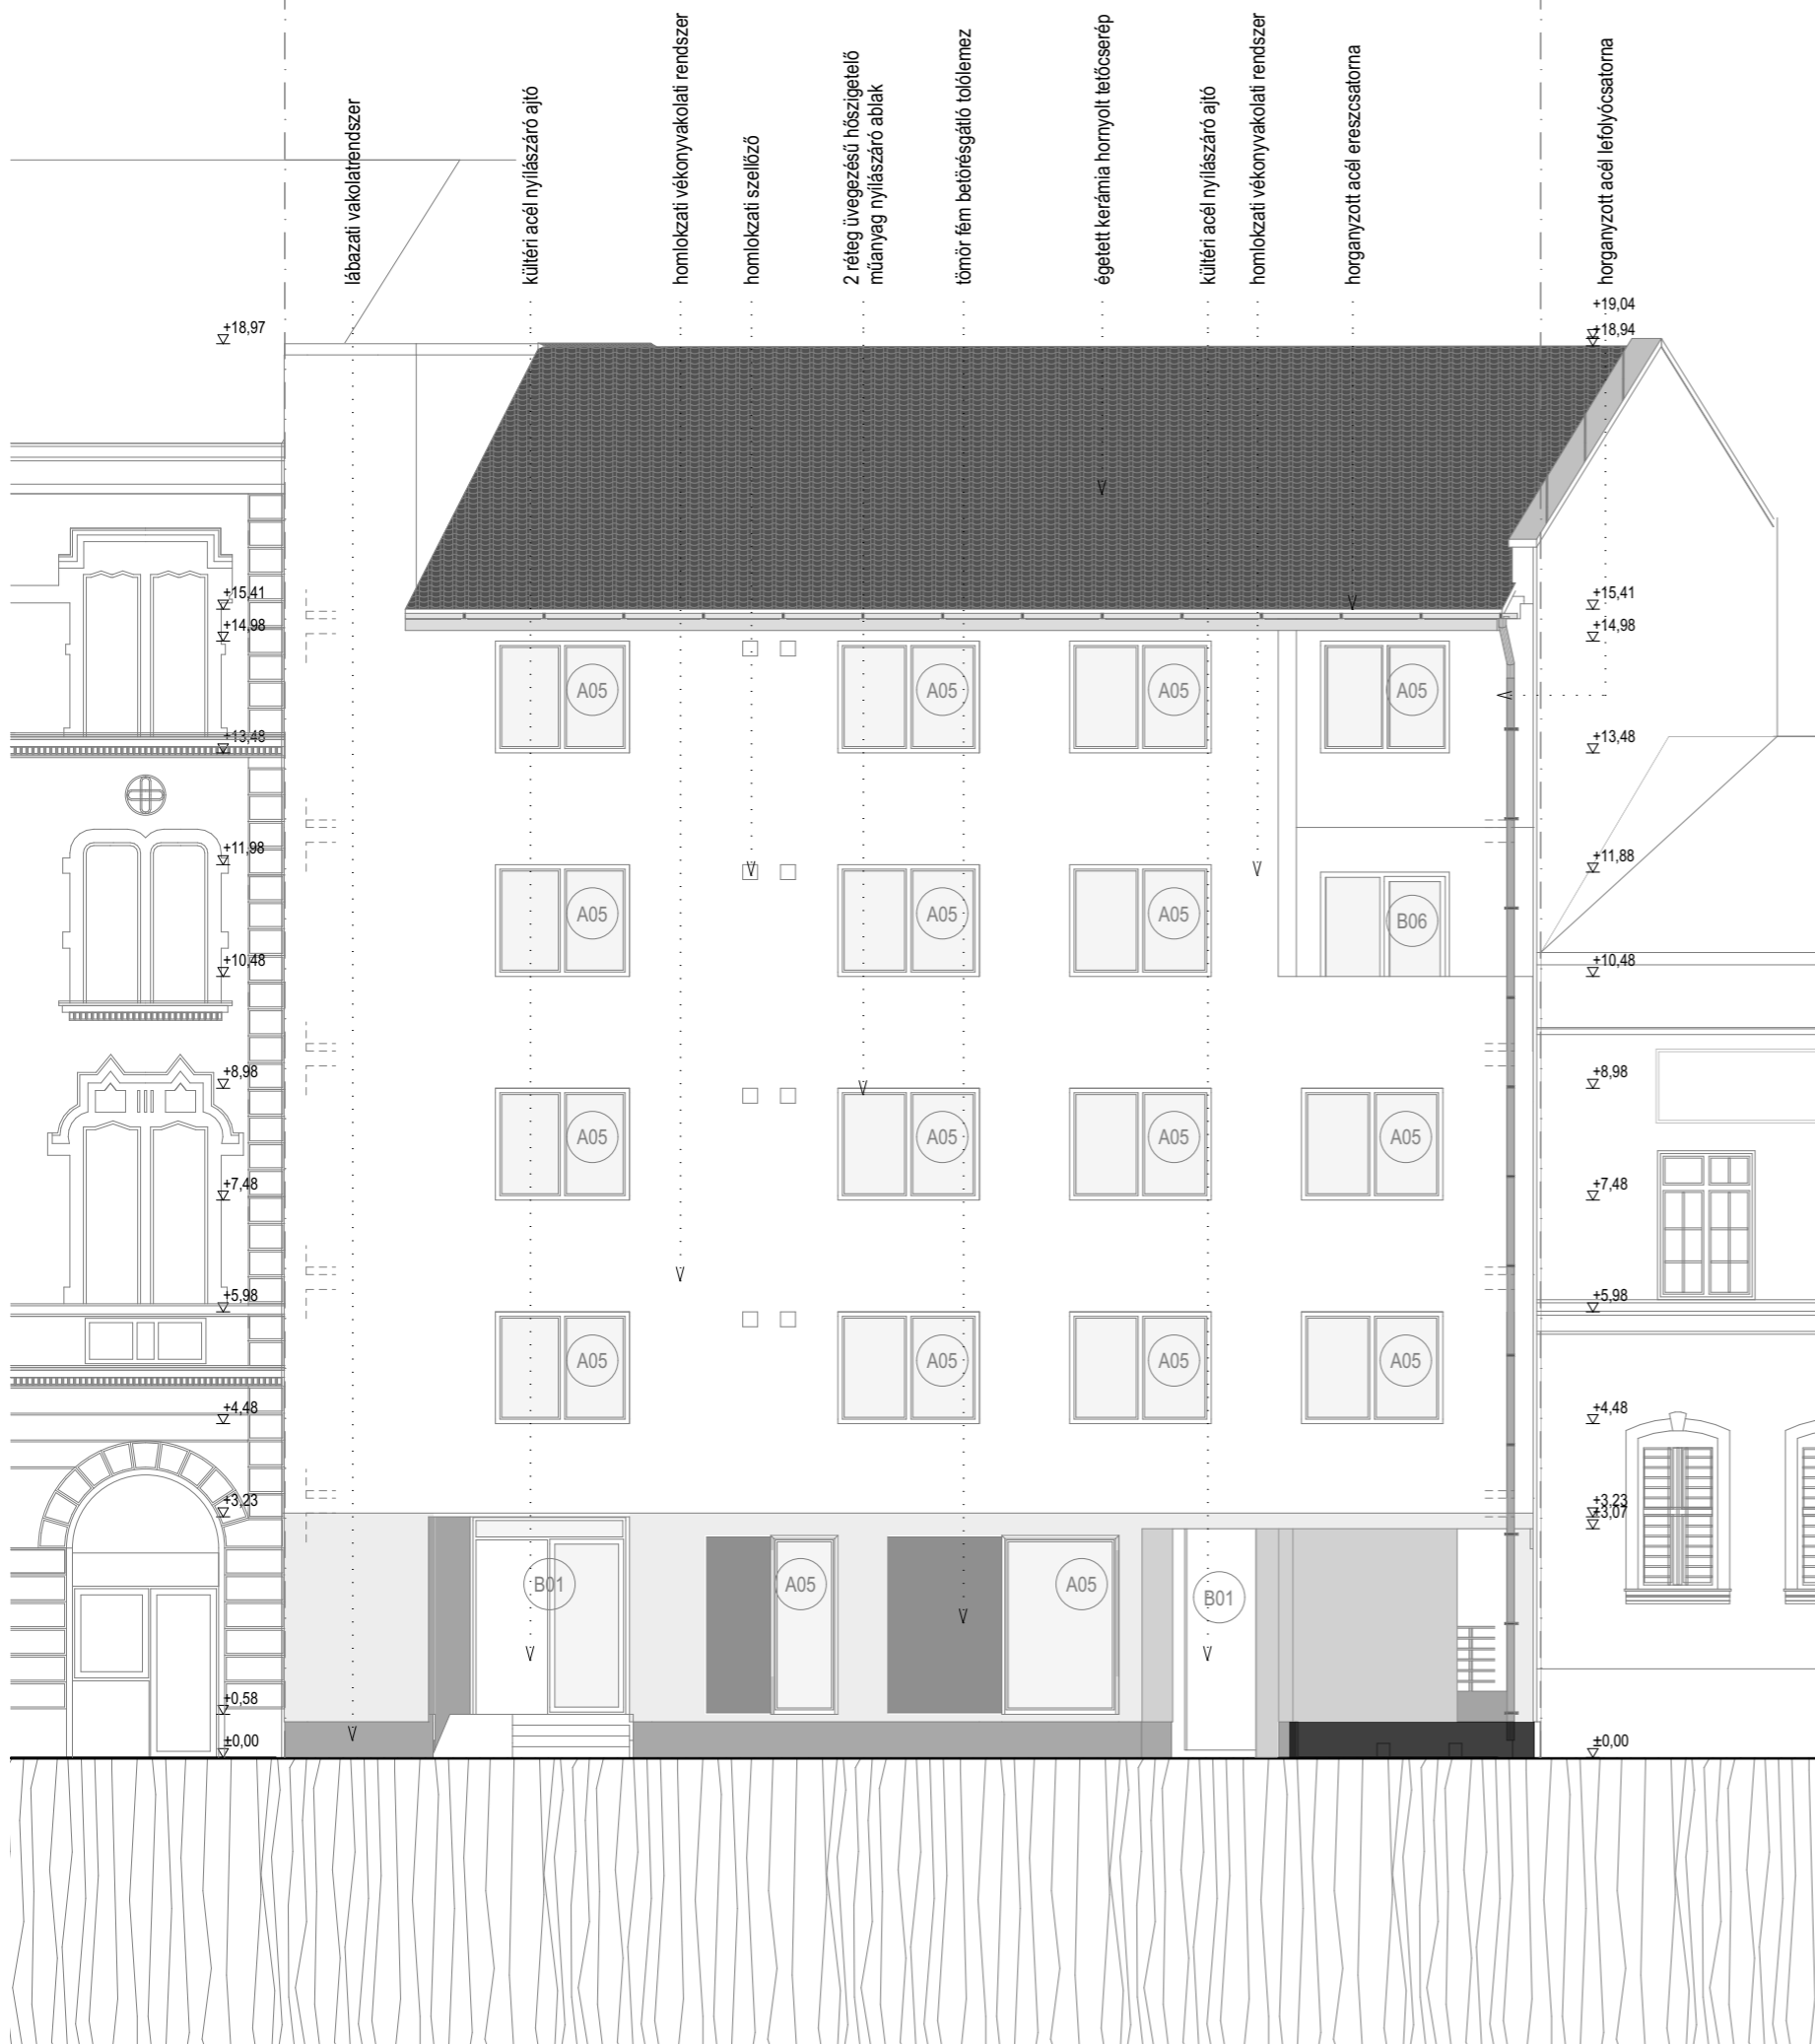 lábazati vakolatrendszer
kültéri acél nyílászáró ajtó
homlokzati vékonyvakolati rendszer
homlokzati szellőző
2 réteg üvegezésű hőszigetelő
műanyag nyílászáró ablak
tömör fém betörésgátló tolólemez
égetett kerámia hornyolt tetőcserép
kültéri acél nyílászáró ajtó
homlokzati vékonyvakolati rendszer
horganyzott acél ereszcsatorna
horganyzott acél lefolyócsatorna
+19,04
+18,97
+18,94
+15,41
+15,41
+14,98
+14,98
A05
A05
A05
A05
+13,48
+13,48
+11,98
+11,88
A05
A05
A05
B06
+10,48
+10,48
+8,98
+8,98
A05
A05
A05
A05
+7,48
+7,48
+5,98
+5,98
A05
A05
A05
A05
+4,48
+4,48
+3,23
+3,23
+3,07
B01
A05
A05
B01
+0,58
±0,00
±0,00